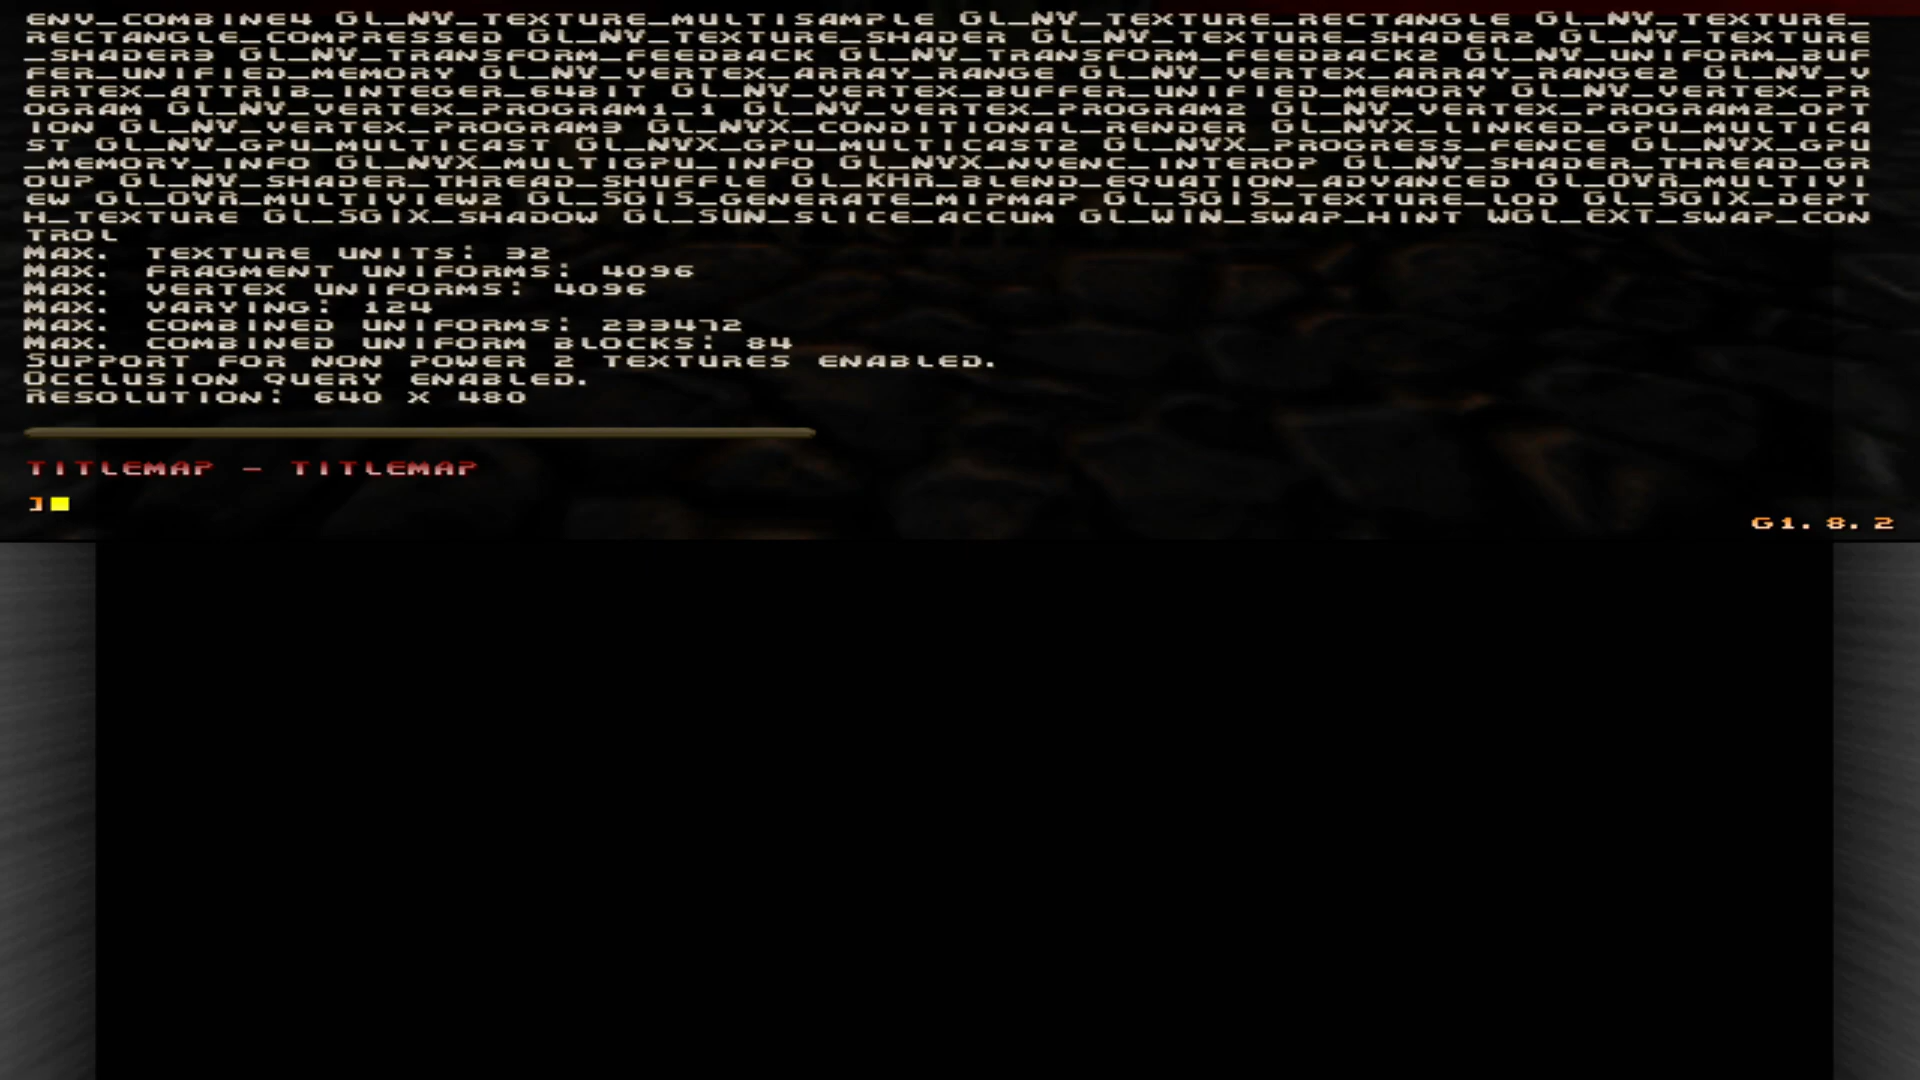 ENV_COMBINE4 GL_NV_TEXTURE_MULTISAMPLE GL_NV_TEXTURE_RECTANGLE GL_NV_TEXTURE_
RECTANGLE_COMPRESSED GL_NV_TEXTURE_SHADER GL_NV_TEXTURE_SHADER2 GL_NV_TEXTURE
_SHADER3 GL_NV_TRANSFORM_FEEDBACK GL_NV_TRANSFORM_FEEDBACK2 GL_NV_UNIFORM_BUF
FER_UNIFIED_MEMORY GL_NV_VERTEX_ARRAY_RANGE GL_NV_VERTEX_ARRAY_RANGE2 GL_NV_V
ERTEX_ATTRIB_INTEGER_64BIT GL_NV_VERTEX_BUFFER_UNIFIED_MEMORY GL_NV_VERTEX_PR
OGRAM GL_NV_VERTEX_PROGRAM1_1 GL_NV_VERTEX_PROGRAM2 GL_NV_VERTEX_PROGRAM2_OPT
ION GL_NV_VERTEX_PROGRAM3 GL_NVX_CONDITIONAL_RENDER GL_NVX_LINKED_GPU_MULTICA
ST GL_NV_GPU_MULTICAST GL_NVX_GPU_MULTICAST2 GL_NVX_PROGRESS_FENCE GL_NVX_GPU
_MEMORY_INFO GL_NVX_MULTIGPU_INFO GL_NVX_NVENC_INTEROP GL_NV_SHADER_THREAD_GR
OUP GL_NV_SHADER_THREAD_SHUFFLE GL_KHR_BLEND_EQUATION_ADVANCED GL_OVR_MULTIVI
EW GL_OVR_MULTIVIEW2 GL_SGIS_GENERATE_MIPMAP GL_SGIS_TEXTURE_LOD GL_SGIX_DEPT
H_TEXTURE GL_SGIX_SHADOW GL_SUN_SLICE_ACCUM GL_WIN_SWAP_HINT WGL_EXT_SWAP_CON
TROL
MAX. TEXTURE UNITS: 32
MAX. FRAGMENT UNIFORMS: 4096
MAX. VERTEX UNIFORMS: 4096
MAX. VARYING: 124
MAX. COMBINED UNIFORMS: 233472
MAX. COMBINED UNIFORM BLOCKS: 84
SUPPORT FOR NON POWER 2 TEXTURES ENABLED.
OCCLUSION QUERY ENABLED.
RESOLUTION: 640 X 480
TITLEMAP - TITLEMAP
]
G1.8.2